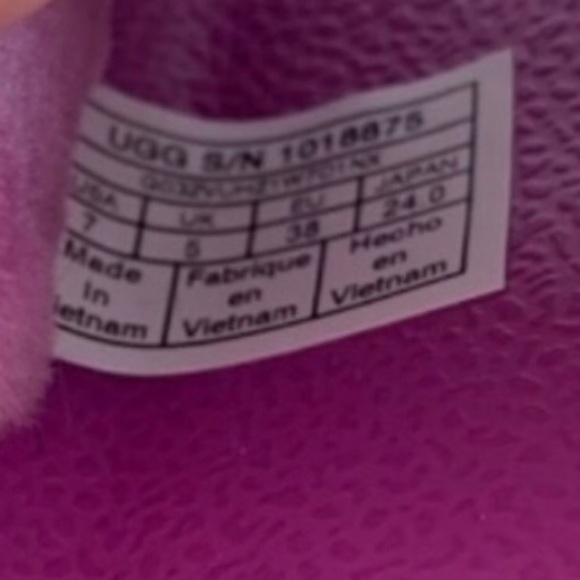 UGG S/N 1018875
USA UK EU JAPAN
7 5 38 24.0
Made in Vietnam
Fabrique en Vietnam
Hecho en Vietnam